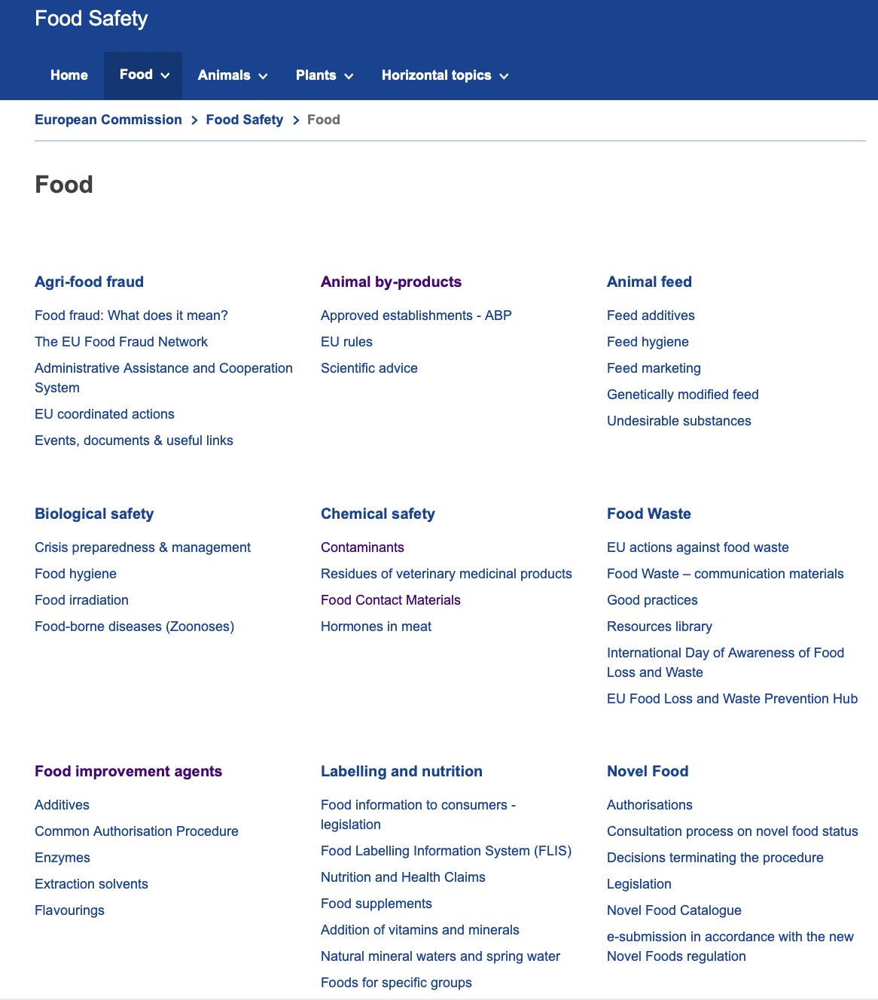 Food Safety
Home Food Animals Plants Horizontal topics
European Commission > Food Safety > Food
Food
Agri-food fraud
Food fraud: What does it mean?
The EU Food Fraud Network
Administrative Assistance and Cooperation
System
EU coordinated actions
Events, documents & useful links
Animal by-products
Approved establishments - ABP
EU rules
Scientific advice
Animal feed
Feed additives
Feed hygiene
Feed marketing
Genetically modified feed
Undesirable substances
Biological safety
Crisis preparedness & management
Food hygiene
Food irradiation
Food-borne diseases (Zoonoses)
Chemical safety
Contaminants
Residues of veterinary medicinal products
Food Contact Materials
Hormones in meat
Food Waste
EU actions against food waste
Food Waste – communication materials
Good practices
Resources library
International Day of Awareness of Food
Loss and Waste
EU Food Loss and Waste Prevention Hub
Food improvement agents
Additives
Common Authorisation Procedure
Enzymes
Extraction solvents
Flavourings
Labelling and nutrition
Food information to consumers -
legislation
Food Labelling Information System (FLIS)
Nutrition and Health Claims
Food supplements
Addition of vitamins and minerals
Natural mineral waters and spring water
Foods for specific groups
Novel Food
Authorisations
Consultation process on novel food status
Decisions terminating the procedure
Legislation
Novel Food Catalogue
e-submission in accordance with the new
Novel Foods regulation